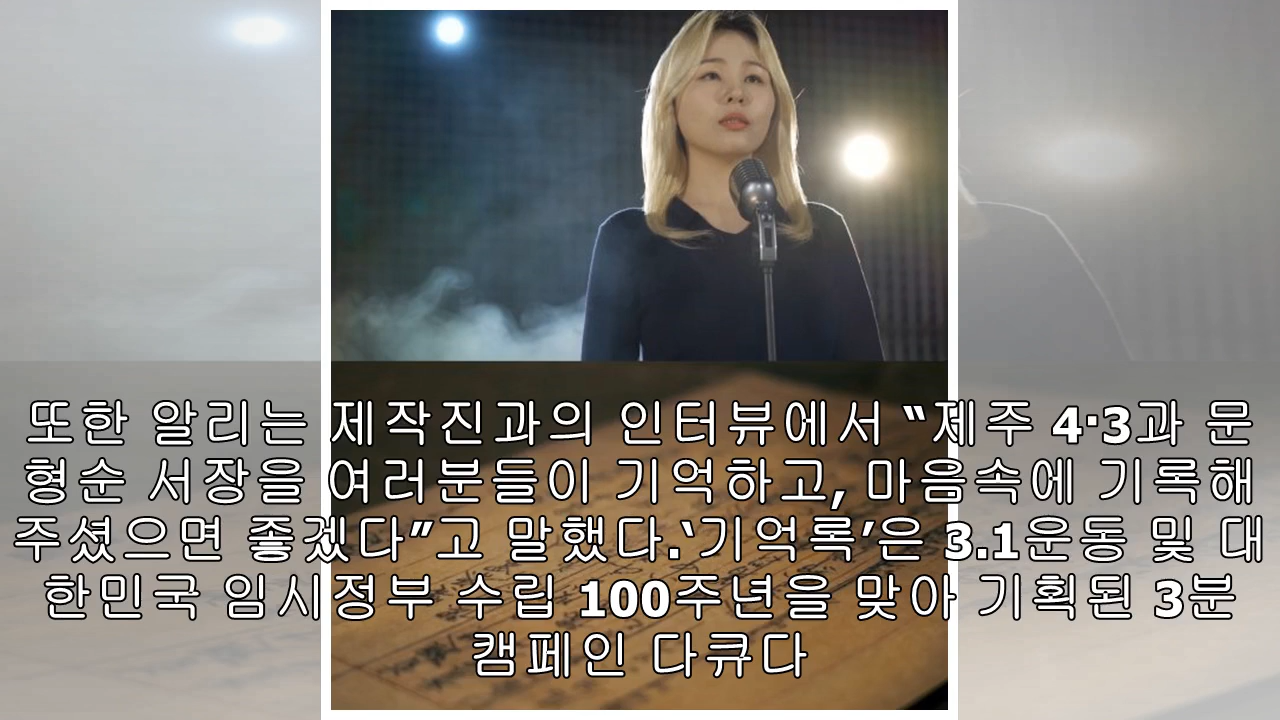 또한 알리는 제작진과의 인터뷰에서 “제주 4·3과 문
형순 서장을 여러분들이 기억하고, 마음속에 기록해
주셨으면 좋겠다”고 말했다.‘기억록’은 3.1운동 및 대
한민국 임시정부 수립 100주년을 맞아 기획된 3분
캠페인 다큐다